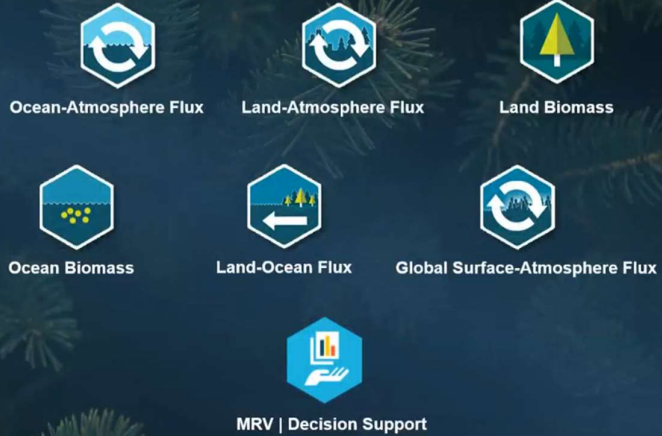 Ocean-Atmosphere Flux
Land-Atmosphere Flux
Land Biomass
Ocean Biomass
Land-Ocean Flux
Global Surface-Atmosphere Flux
MRV | Decision Support